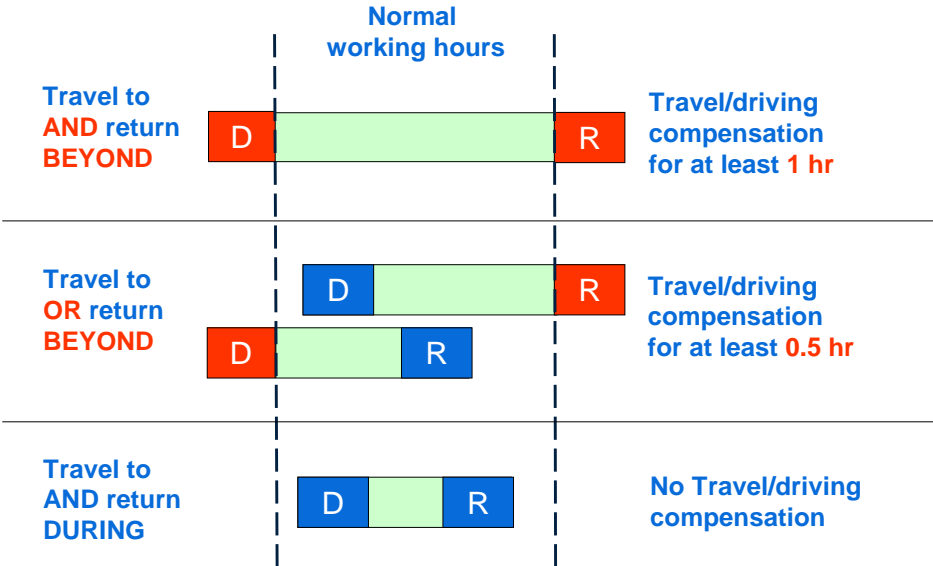 Normal
working hours
Travel to
AND return
BEYOND
D
R
Travel/driving
compensation
for at least 1 hr
Travel to
OR return
BEYOND
D
R
D
R
Travel/driving
compensation
for at least 0.5 hr
Travel to
AND return
DURING
D
R
No Travel/driving
compensation